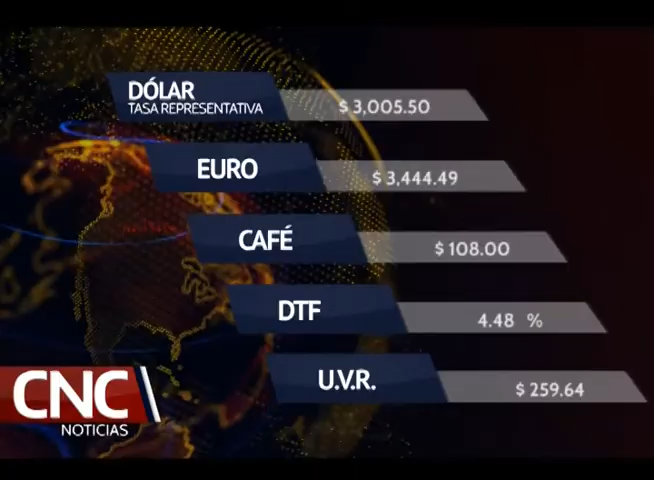 DÓLAR
TASA REPRESENTATIVA
$ 3,005.50
EURO
$ 3,444.49
CAFÉ
$ 108.00
DTF
4.48 %
U.V.R.
$ 259.64
CNC
NOTICIAS